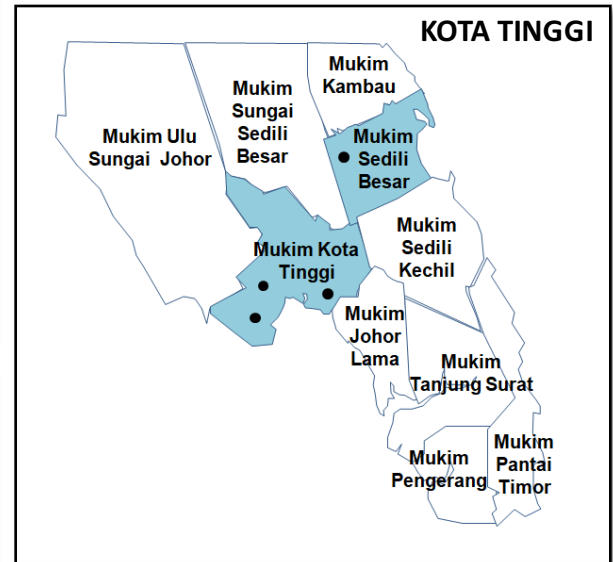 KOTA TINGGI
Mukim
Kambau
Mukim
Sungai
Sedili
Besar
Mukim Ulu
Sungai Johor
Mukim
Sedili
Besar
Mukim
Sedili
Kechil
Mukim Kota
Tinggi
Mukim
Johor
Lama
Mukim
Tanjung Surat
Mukim
Pengerang
Mukim
Pantai
Timor